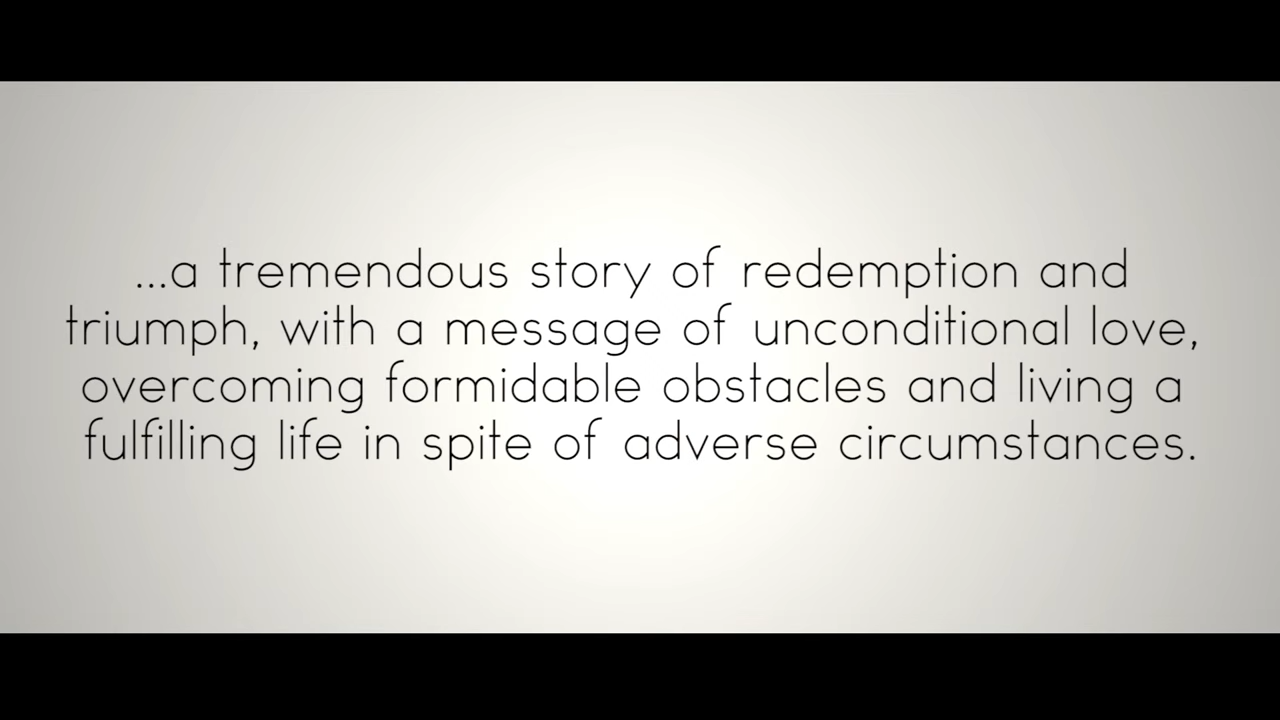 ...a tremendous story of redemption and
triumph, with a message of unconditional love,
overcoming formidable obstacles and living a
fulfilling life in spite of adverse circumstances.